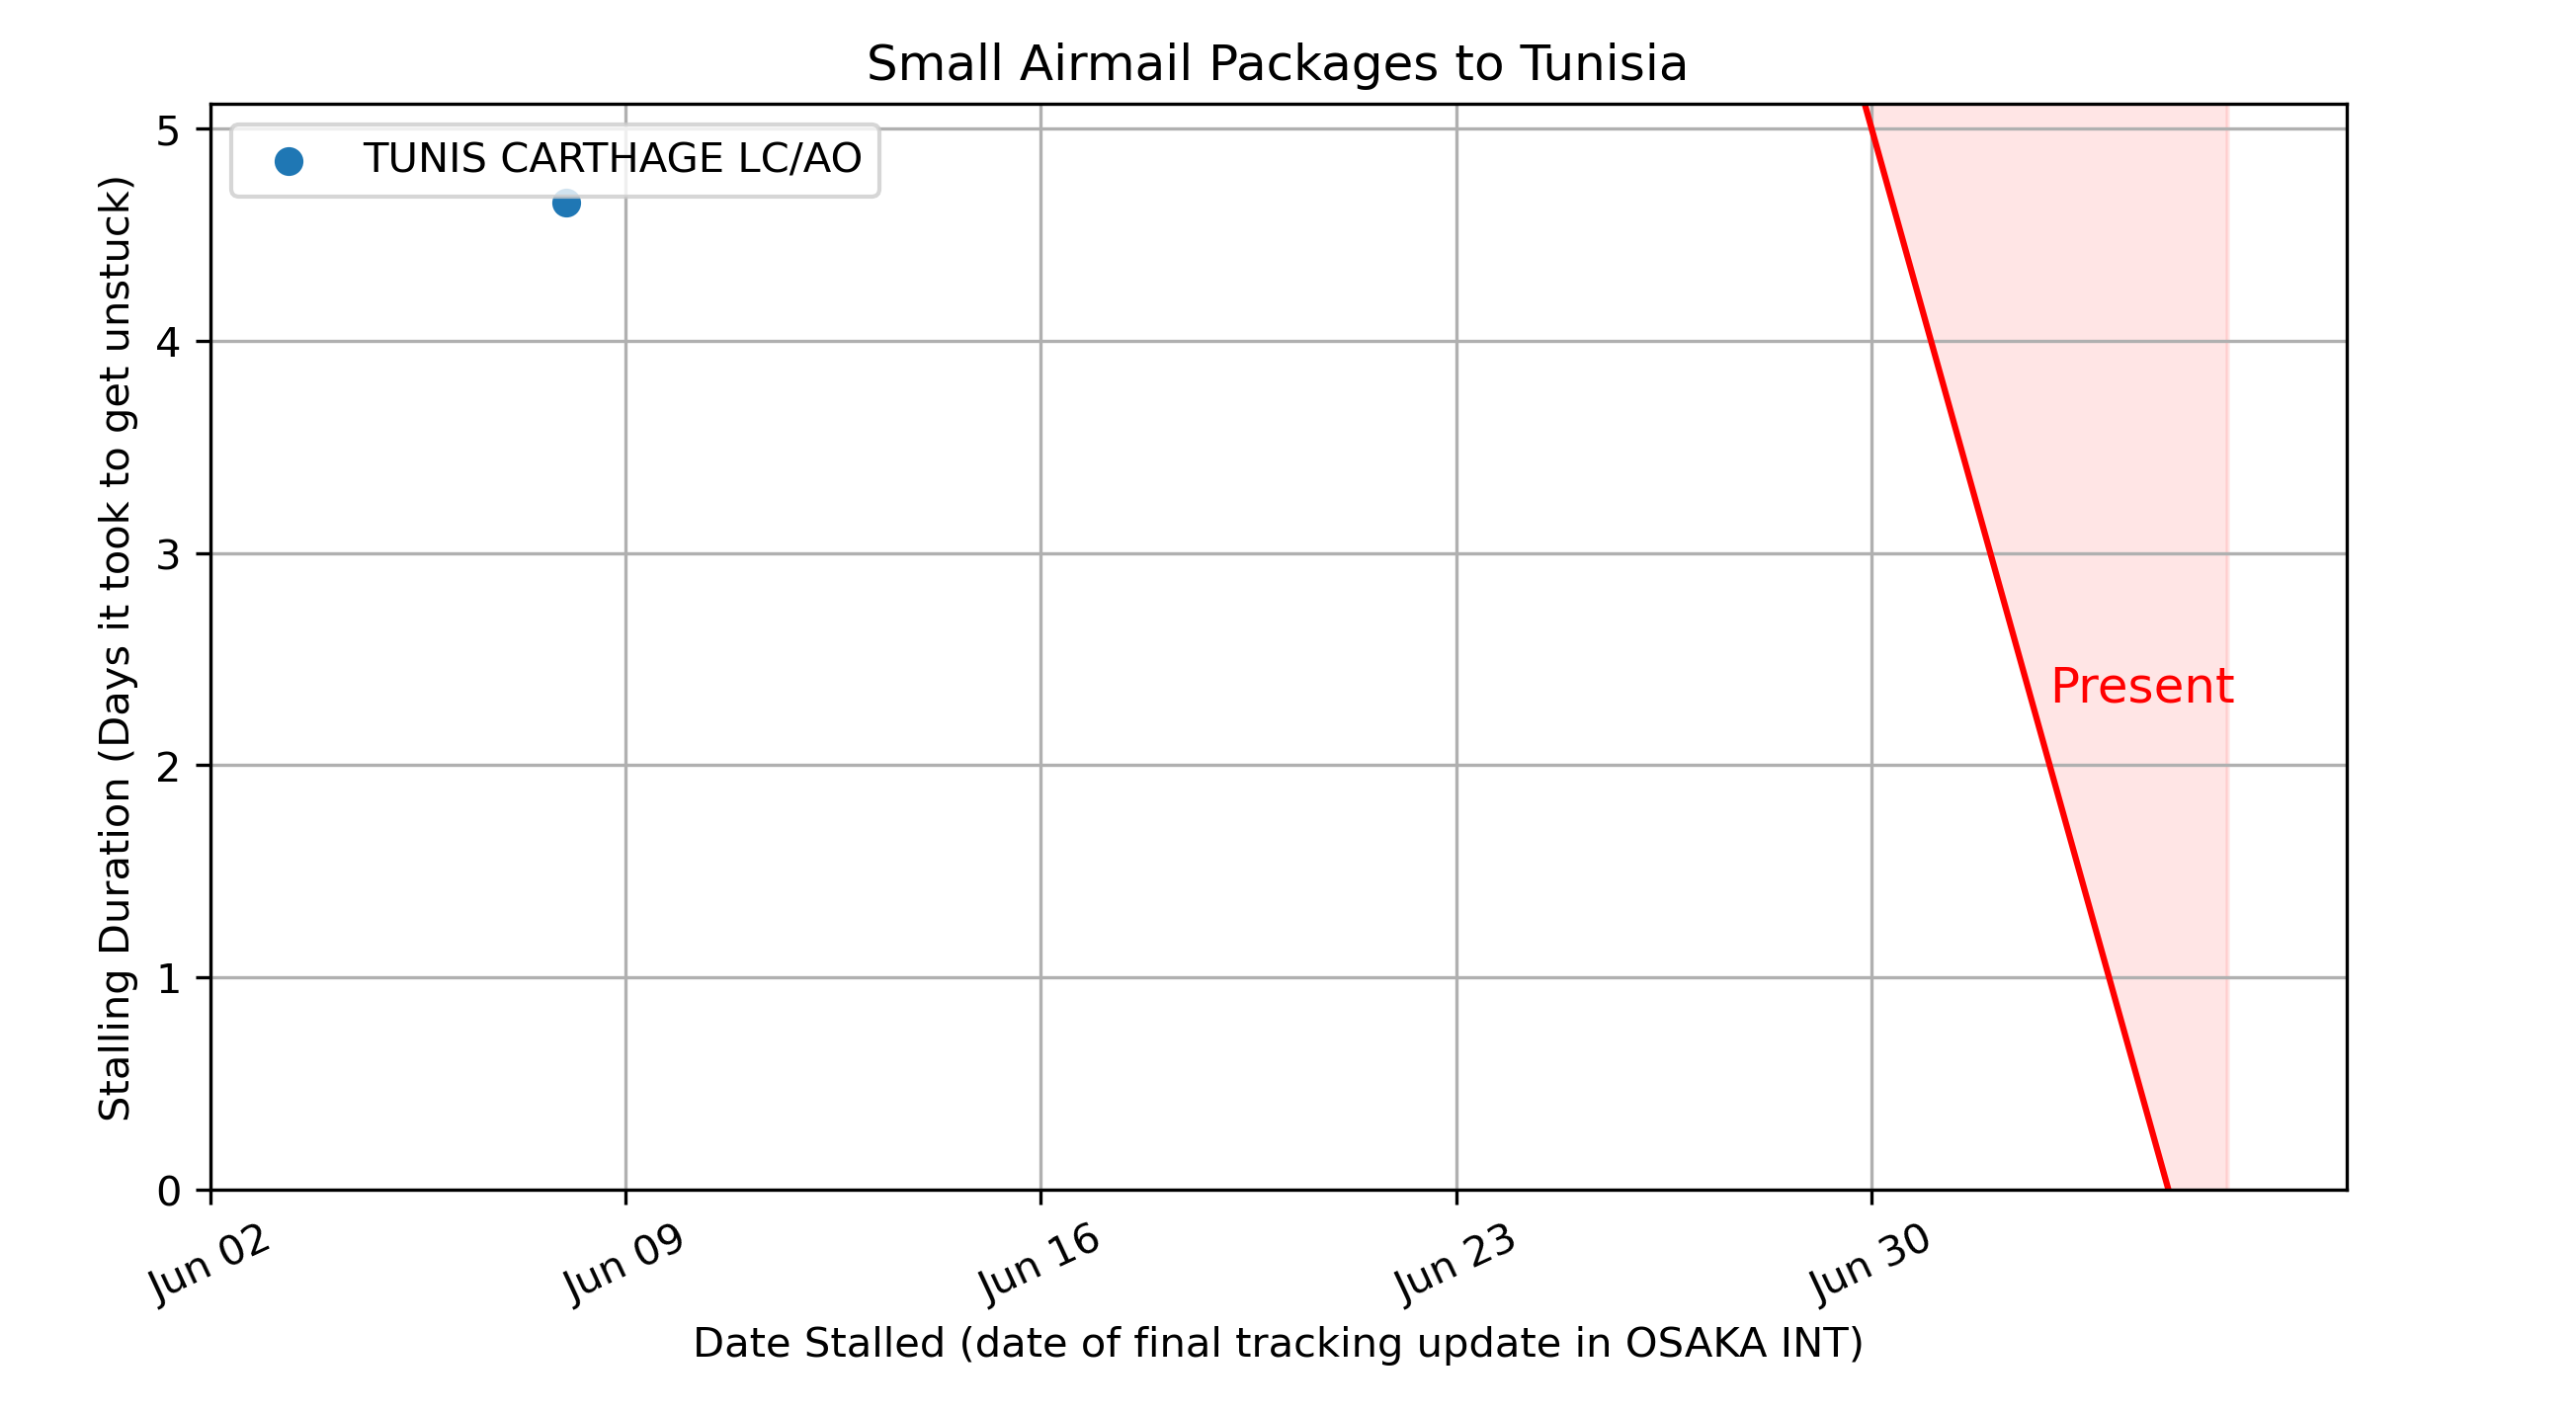 Small Airmail Packages to Tunisia
TUNIS CARTHAGE LC/AO
Stalling Duration (Days it took to get unstuck)
5
4
3
2
1
0
Present
Jun 02
Jun 09
Jun 16
Jun 23
Jun 30
Date Stalled (date of final tracking update in OSAKA INT)